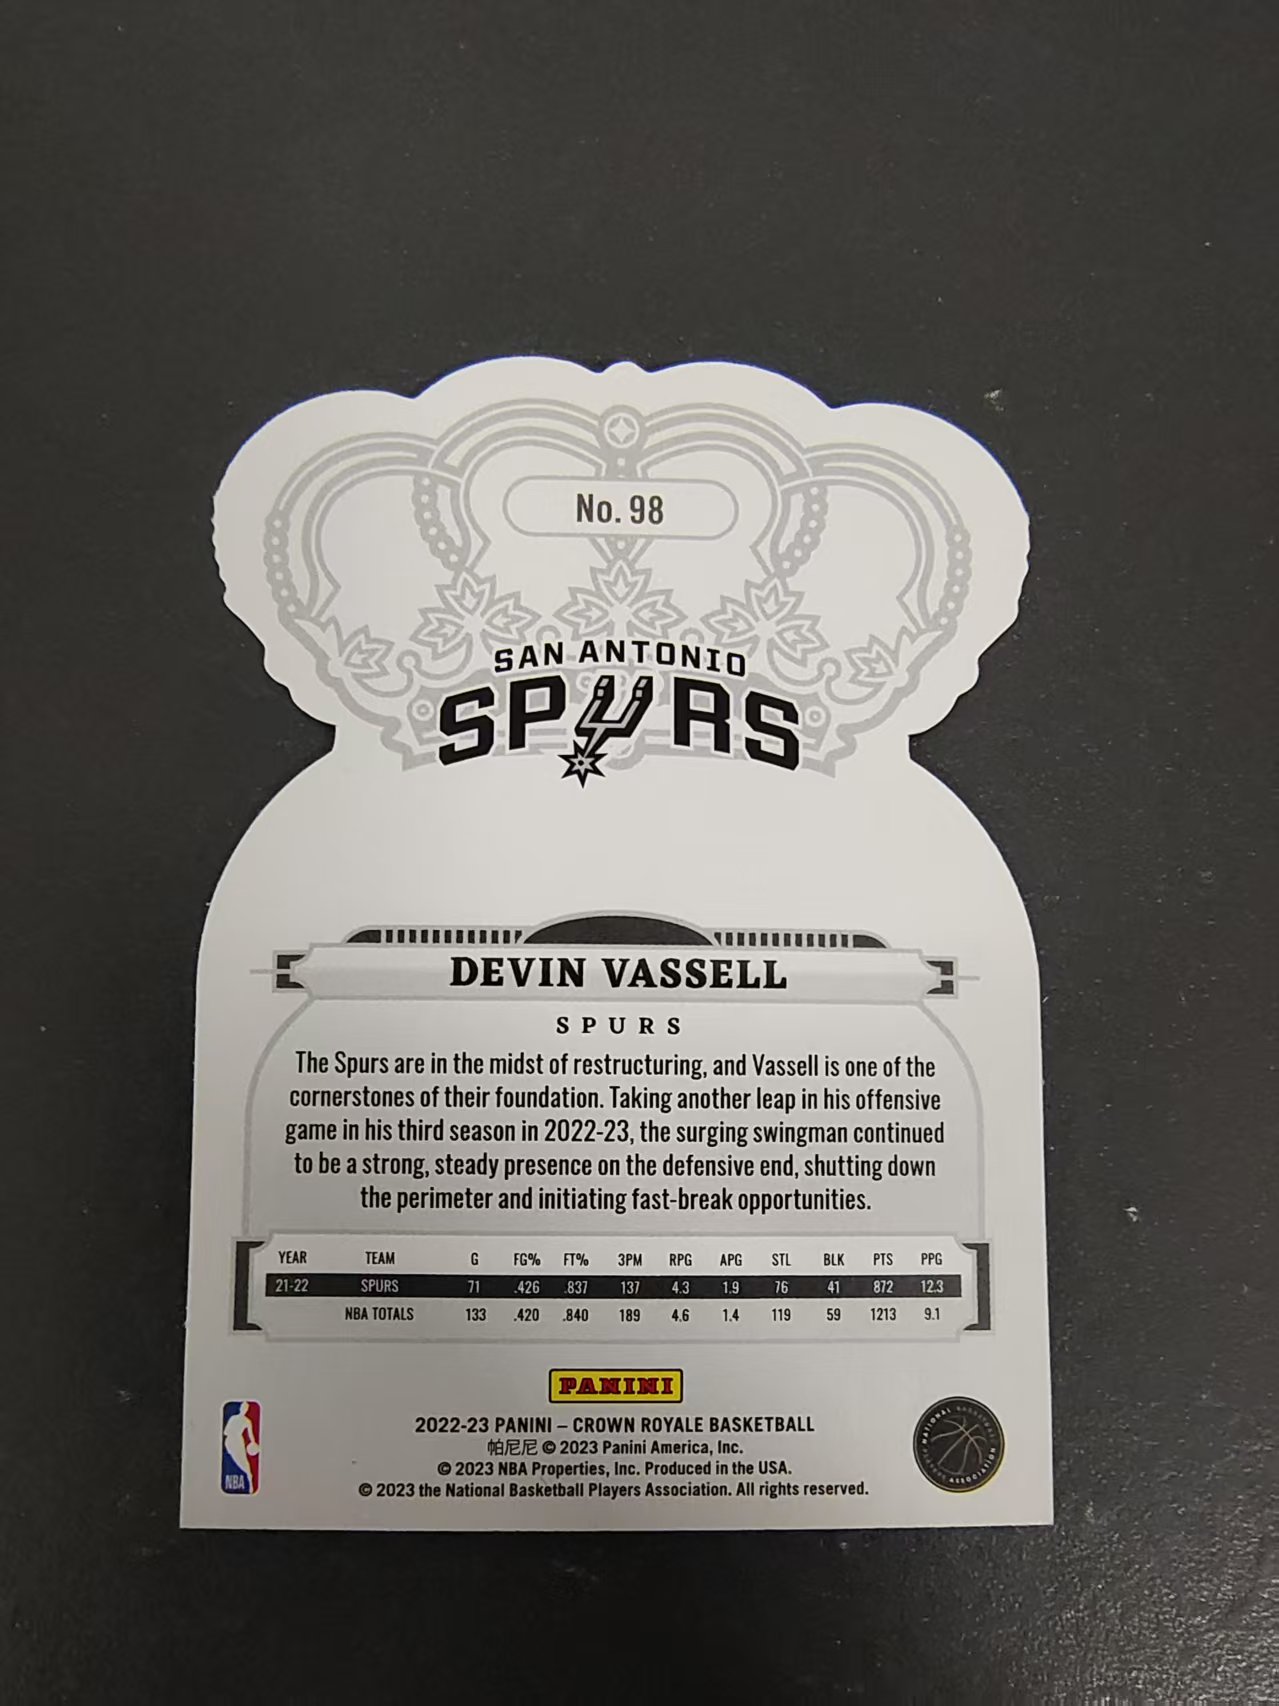 No. 98
SAN ANTONIO
SPURS
DEVIN VASSELL
SPURS
The Spurs are in the midst of restructuring, and Vassell is one of the
cornerstones of their foundation. Taking another leap in his offensive
game in his third season in 2022-23, the surging swingman continued
to be a strong, steady presence on the defensive end, shutting down
the perimeter and initiating fast-break opportunities.
YEAR TEAM G FG% FT% 3PM RPG APG STL BLK PTS PPG
21-22 SPURS 71 .426 .837 137 4.3 1.9 76 41 872 12.3
NBA TOTALS 133 .420 .840 189 4.6 1.4 119 59 1213 9.1
PANINI
2022-23 PANINI – CROWN ROYALE BASKETBALL
帕尼尼 © 2023 Panini America, Inc.
© 2023 NBA Properties, Inc. Produced in the USA.
© 2023 the National Basketball Players Association. All rights reserved.
NBA
NATIONAL BASKETBALL
PLAYERS ASSOCIATION